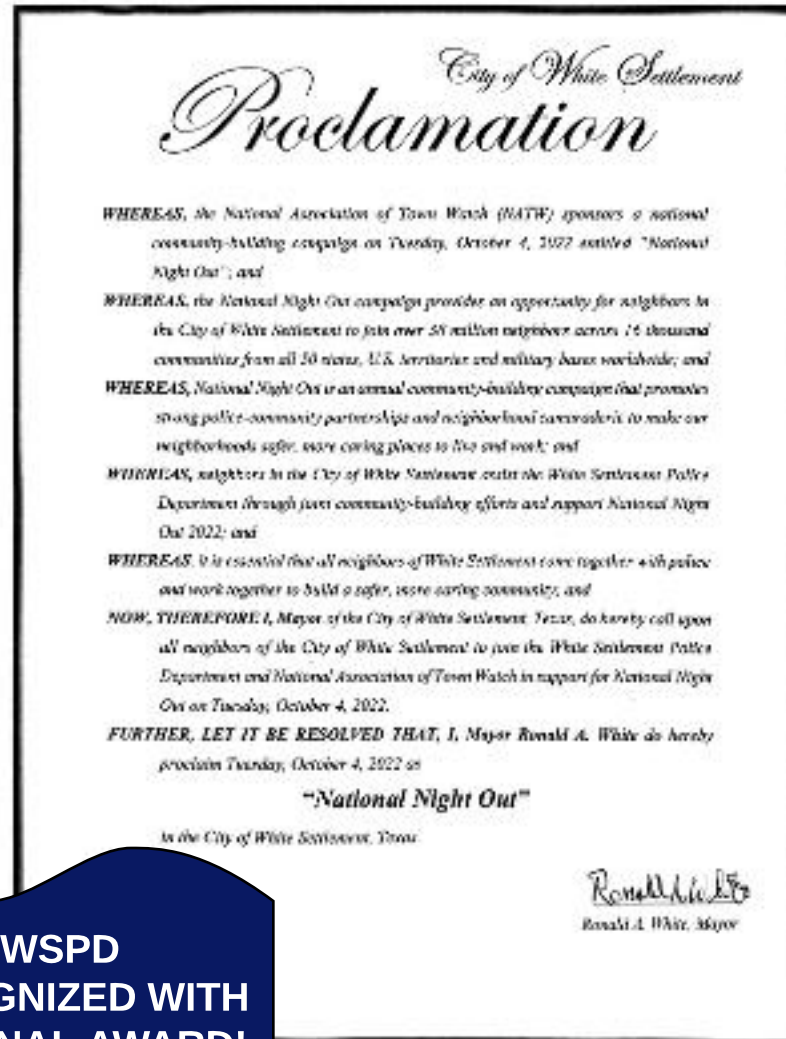 City of White Settlement
Proclamation
WHEREAS, the National Association of Town Watch (NATW) sponsors a national
community-building campaign on Tuesday, October 4, 2022 entitled "National
Night Out"; and
WHEREAS, the National Night Out campaign provides an opportunity for neighbors in
the City of White Settlement to join over 38 million neighbors across 16 thousand
communities from all 50 states, U.S. territories and military bases worldwide; and
WHEREAS, National Night Out is an annual community-building campaign that promotes
strong police-community partnerships and neighborhood camaraderie to make our
neighborhoods safer, more caring places to live and work; and
WHEREAS, neighbors in the City of White Settlement assist the White Settlement Police
Department through joint community-building efforts and support National Night
Out 2022; and
WHEREAS, it is essential that all neighbors of White Settlement come together with police
and work together to build a safer, more caring community; and
NOW, THEREFORE I, Mayor of the City of White Settlement, Texas, do hereby call upon
all neighbors of the City of White Settlement to join the White Settlement Police
Department and National Association of Town Watch in support for National Night
Out on Tuesday, October 4, 2022.
FURTHER, LET IT BE RESOLVED THAT, I, Mayor Ronald A. White do hereby
proclaim Tuesday, October 4, 2022 as
"National Night Out"
in the City of White Settlement, Texas
Ronald A. White, Mayor
WSPD
GNIZED WITH
NAL AWARD!